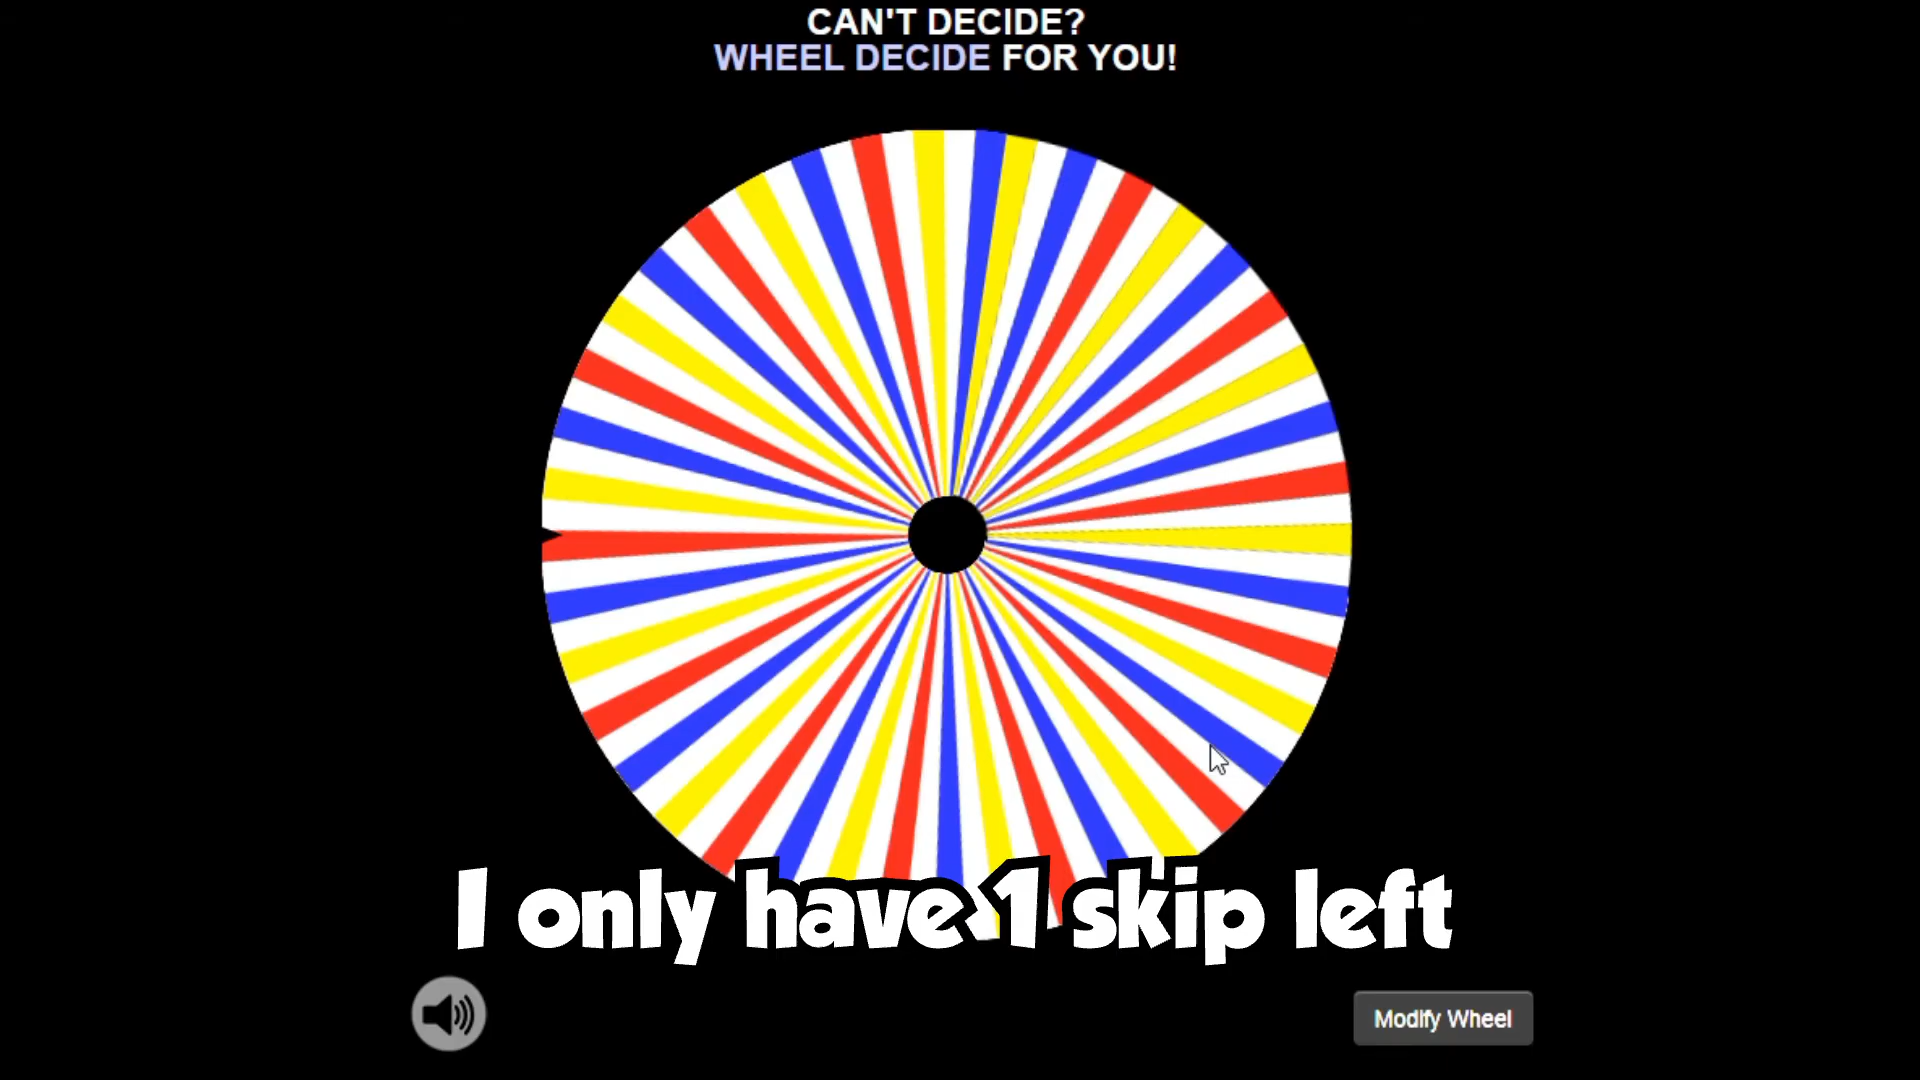 CAN'T DECIDE?
WHEEL DECIDE FOR YOU!
I only have 1 skip left
Modify Wheel